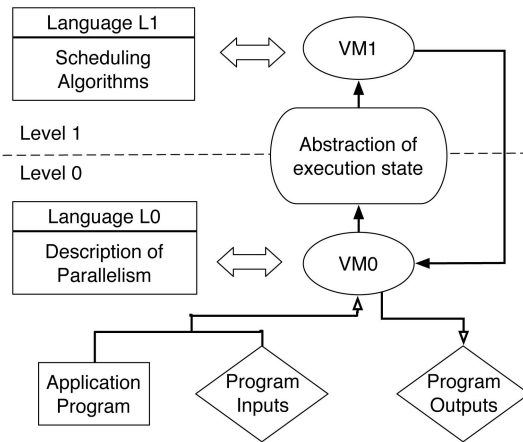 Language L1
Scheduling
Algorithms
VM1
Level 1
Abstraction of
execution state
Level 0
Language L0
Description of
Parallelism
VM0
Application
Program
Program
Inputs
Program
Outputs